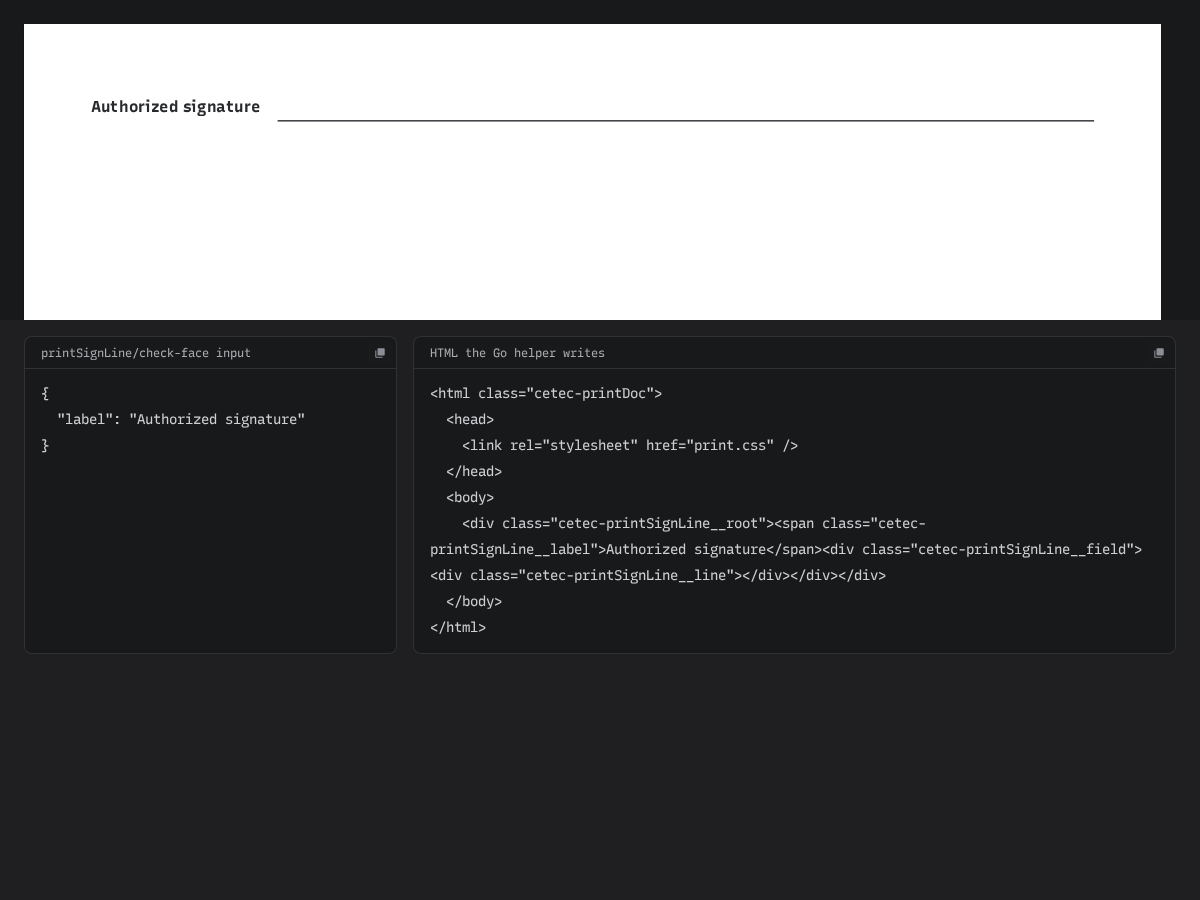 Authorized signature
printSignLine/check-face input
{
  "label": "Authorized signature"
}
HTML the Go helper writes
<html class="cetec-printDoc">
  <head>
    <link rel="stylesheet" href="print.css" />
  </head>
  <body>
    <div class="cetec-printSignLine__root"><span class="cetec-
printSignLine__label">Authorized signature</span><div class="cetec-printSignLine__field">
<div class="cetec-printSignLine__line"></div></div></div>
  </body>
</html>